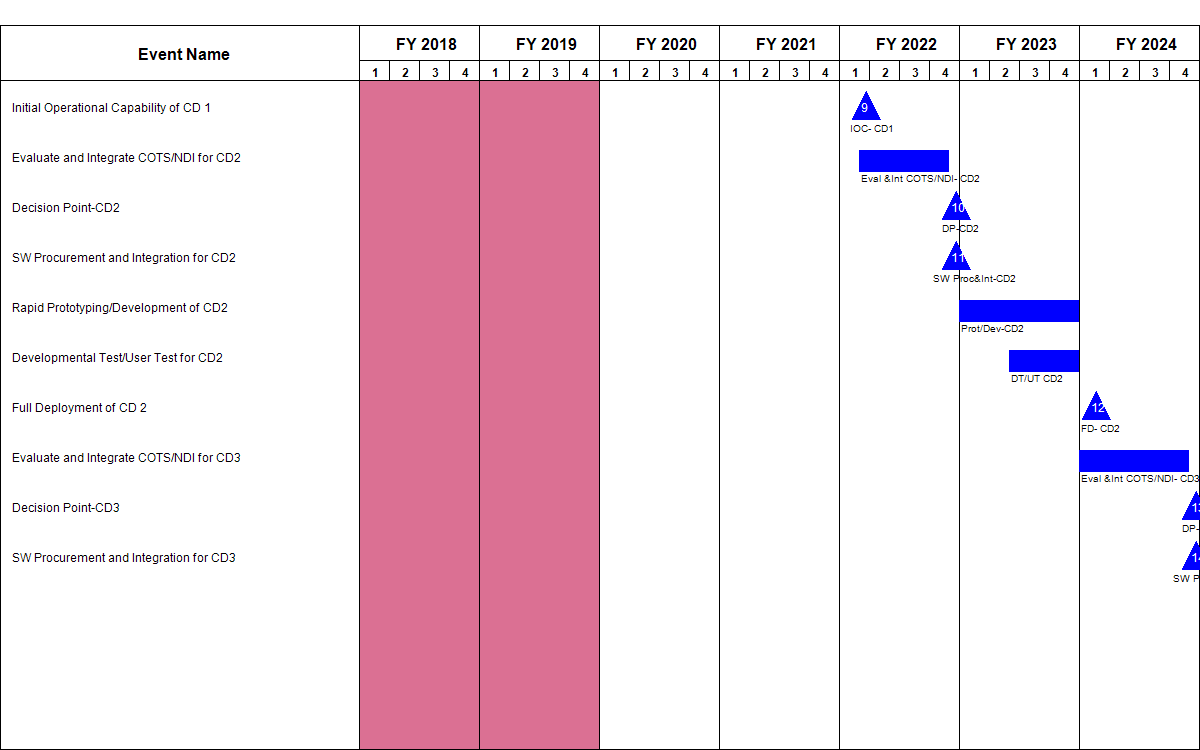 Event Name FY 2018 FY 2019 FY 2020 FY 2021 FY 2022 FY 2023 FY 2024
1 2 3 4 1 2 3 4 1 2 3 4 1 2 3 4 1 2 3 4 1 2 3 4 1 2 3 4
Initial Operational Capability of CD 1
9
IOC- CD1
Evaluate and Integrate COTS/NDI for CD2
Eval &Int COTS/NDI- CD2
Decision Point-CD2
10
DP-CD2
SW Procurement and Integration for CD2
11
SW Proc&Int-CD2
Rapid Prototyping/Development of CD2
Prot/Dev-CD2
Developmental Test/User Test for CD2
DT/UT CD2
Full Deployment of CD 2
12
FD- CD2
Evaluate and Integrate COTS/NDI for CD3
Eval &Int COTS/NDI- CD3
Decision Point-CD3
13
DP-
SW Procurement and Integration for CD3
14
SW P